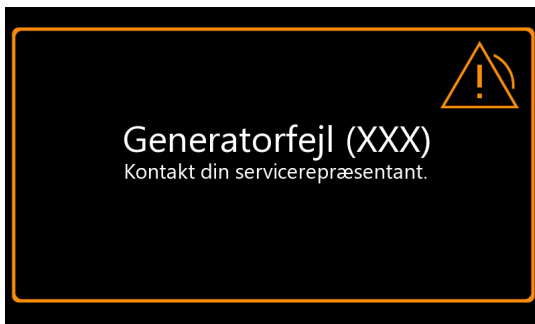 Generatorfejl (XXX)
Kontakt din servicerepræsentant.